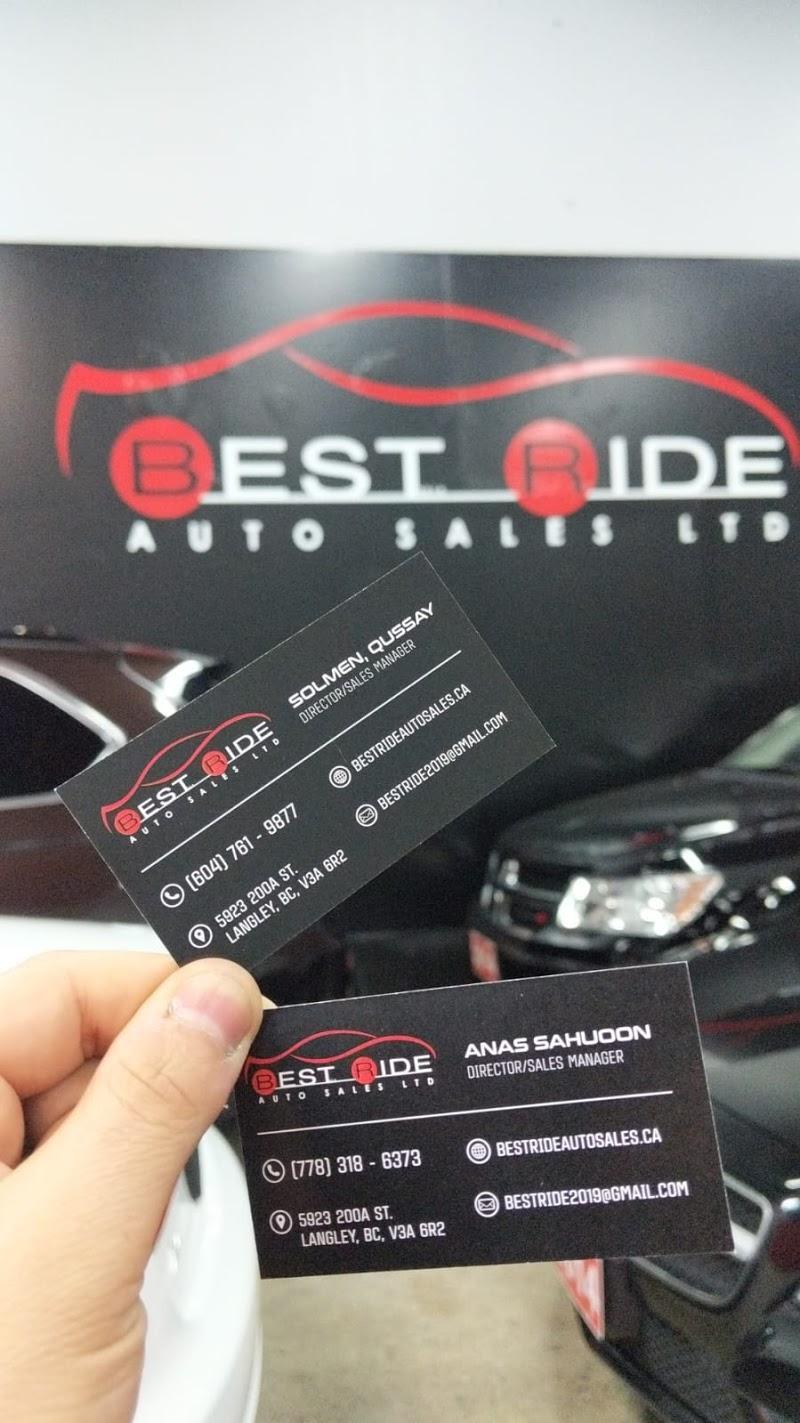 BEST RIDE
AUTO SALES LTD
BEST RIDE
AUTO SALES LTD
SOLMEN, QUSSAY
DIRECTOR/SALES MANAGER
(604) 761 - 9877
5923 200A ST.
LANGLEY, BC, V3A 6R2
BESTRIDEAUTOSALES.CA
BESTRIDE2019@GMAIL.COM
BEST RIDE
AUTO SALES LTD
ANAS SAHIJOON
DIRECTOR/SALES MANAGER
(778) 318 - 6373
5923 200A ST.
LANGLEY, BC, V3A 6R2
BESTRIDEAUTOSALES.CA
BESTRIDE2019@GMAIL.COM